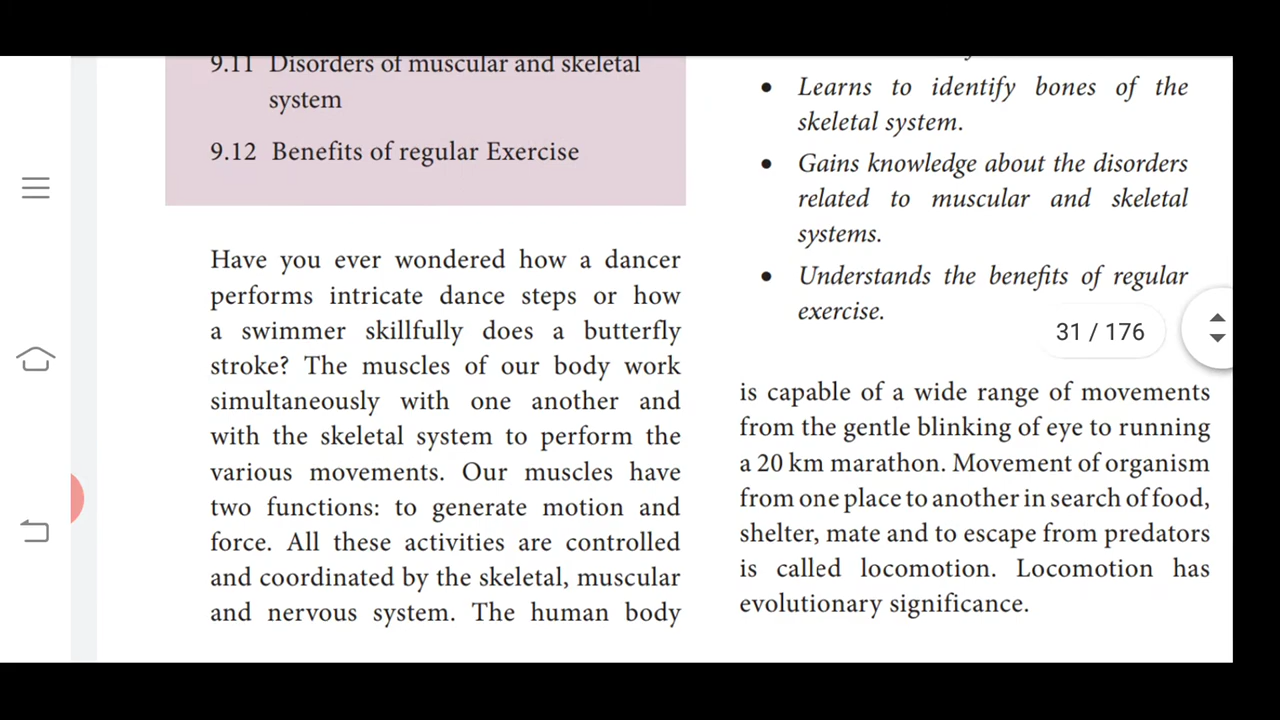 9.11 Disorders of muscular and skeletal
system
9.12 Benefits of regular Exercise
Have you ever wondered how a dancer
performs intricate dance steps or how
a swimmer skillfully does a butterfly
stroke? The muscles of our body work
simultaneously with one another and
with the skeletal system to perform the
various movements. Our muscles have
two functions: to generate motion and
force. All these activities are controlled
and coordinated by the skeletal, muscular
and nervous system. The human body
• Learns to identify bones of the
skeletal system.
• Gains knowledge about the disorders
related to muscular and skeletal
systems.
• Understands the benefits of regular
exercise.
31 / 176
is capable of a wide range of movements
from the gentle blinking of eye to running
a 20 km marathon. Movement of organism
from one place to another in search of food,
shelter, mate and to escape from predators
is called locomotion. Locomotion has
evolutionary significance.